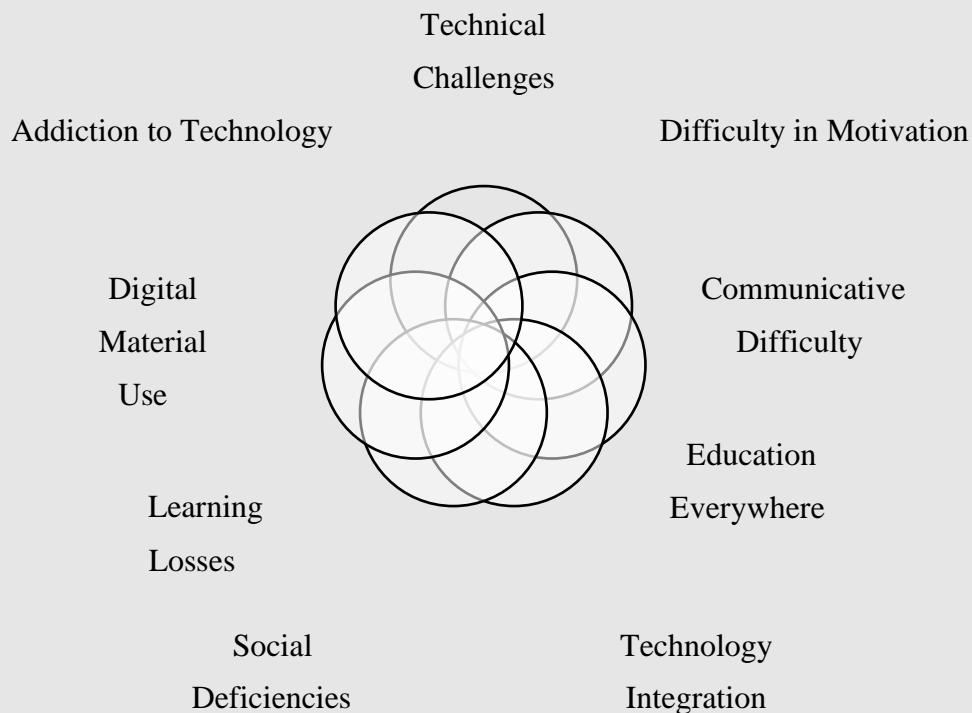 Technical
Challenges
Addiction to Technology
Difficulty in Motivation
Digital
Material
Use
Communicative
Difficulty
Education
Everywhere
Learning
Losses
Social
Deficiencies
Technology
Integration